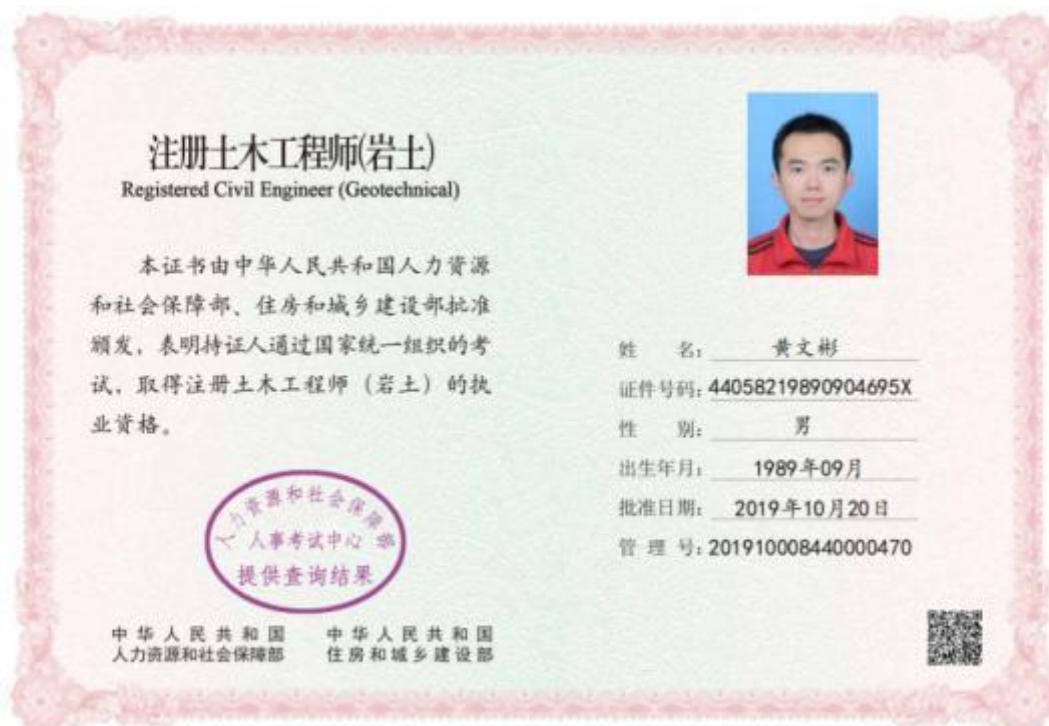 注册土木工程师(岩土)
Registered Civil Engineer (Geotechnical)
本证书由中华人民共和国人力资源
和社会保障部、住房和城乡建设部批准
颁发，表明持证人通过国家统一组织的考
试，取得注册土木工程师（岩土）的执
业资格。
人力资源和社会保障部
人事考试中心
提供查询结果
中华人民共和国 中华人民共和国
人力资源和社会保障部 住房和城乡建设部
姓 名：黄文彬
证件号码：44058219890904695X
性 别：男
出生年月：1989年09月
批准日期：2019年10月20日
管 理 号：201910008440000470